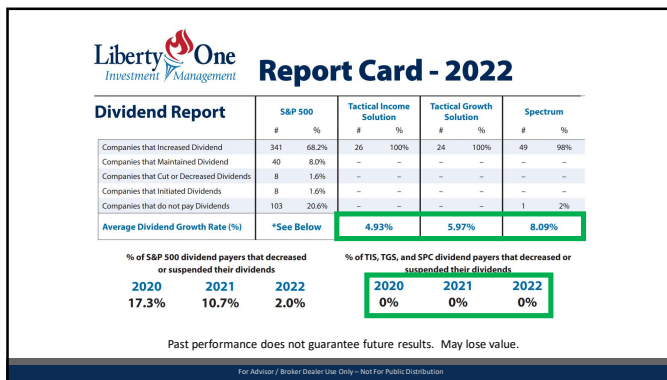 Liberty One
Investment Management
Report Card - 2022
Dividend Report S&P 500 Tactical Income Solution Tactical Growth Solution Spectrum
# % # % # % # %
Companies that Increased Dividend 341 68.2% 26 100% 24 100% 49 98%
Companies that Maintained Dividend 40 8.0% – – – – – –
Companies that Cut or Decreased Dividends 8 1.6% – – – – – –
Companies that Initiated Dividends 8 1.6% – – – – – –
Companies that do not pay Dividends 103 20.6% – – – – 1 2%
Average Dividend Growth Rate (%) *See Below 4.93% 5.97% 8.09%
% of S&P 500 dividend payers that decreased
or suspended their dividends
2020 2021 2022
17.3% 10.7% 2.0%
% of TIS, TGS, and SPC dividend payers that decreased or
suspended their dividends
2020 2021 2022
0% 0% 0%
Past performance does not guarantee future results. May lose value.
For Advisor / Broker Dealer Use Only – Not For Public Distribution